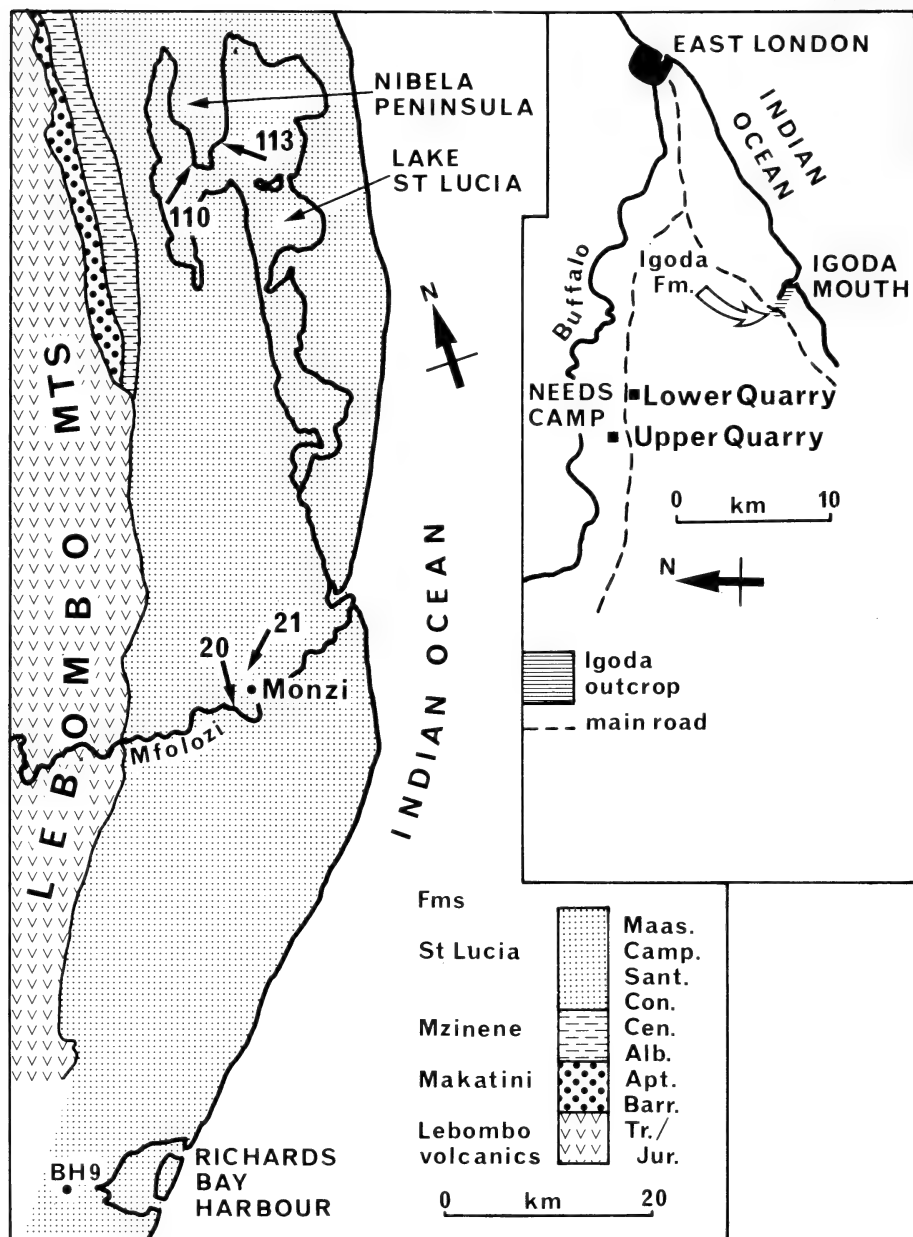 NIBELA
PENINSULA
113
LAKE
ST LUCIA
110
N
LEBOMBO MTS
20
21
Monzi
Mfolozi
INDIAN OCEAN
BH9
RICHARDS
BAY
HARBOUR
EAST LONDON
INDIAN
OCEAN
Buffalo
Igoda
Fm.
IGODA
MOUTH
NEEDS
CAMP
Lower Quarry
Upper Quarry
0 km 10
N
Igoda
outcrop
main road
Fms
St Lucia
Maas.
Camp.
Sant.
Con.
Mzinene
Cen.
Alb.
Makatini
Apt.
Barr.
Lebombo
volcanics
Tr./
Jur.
0 km 20